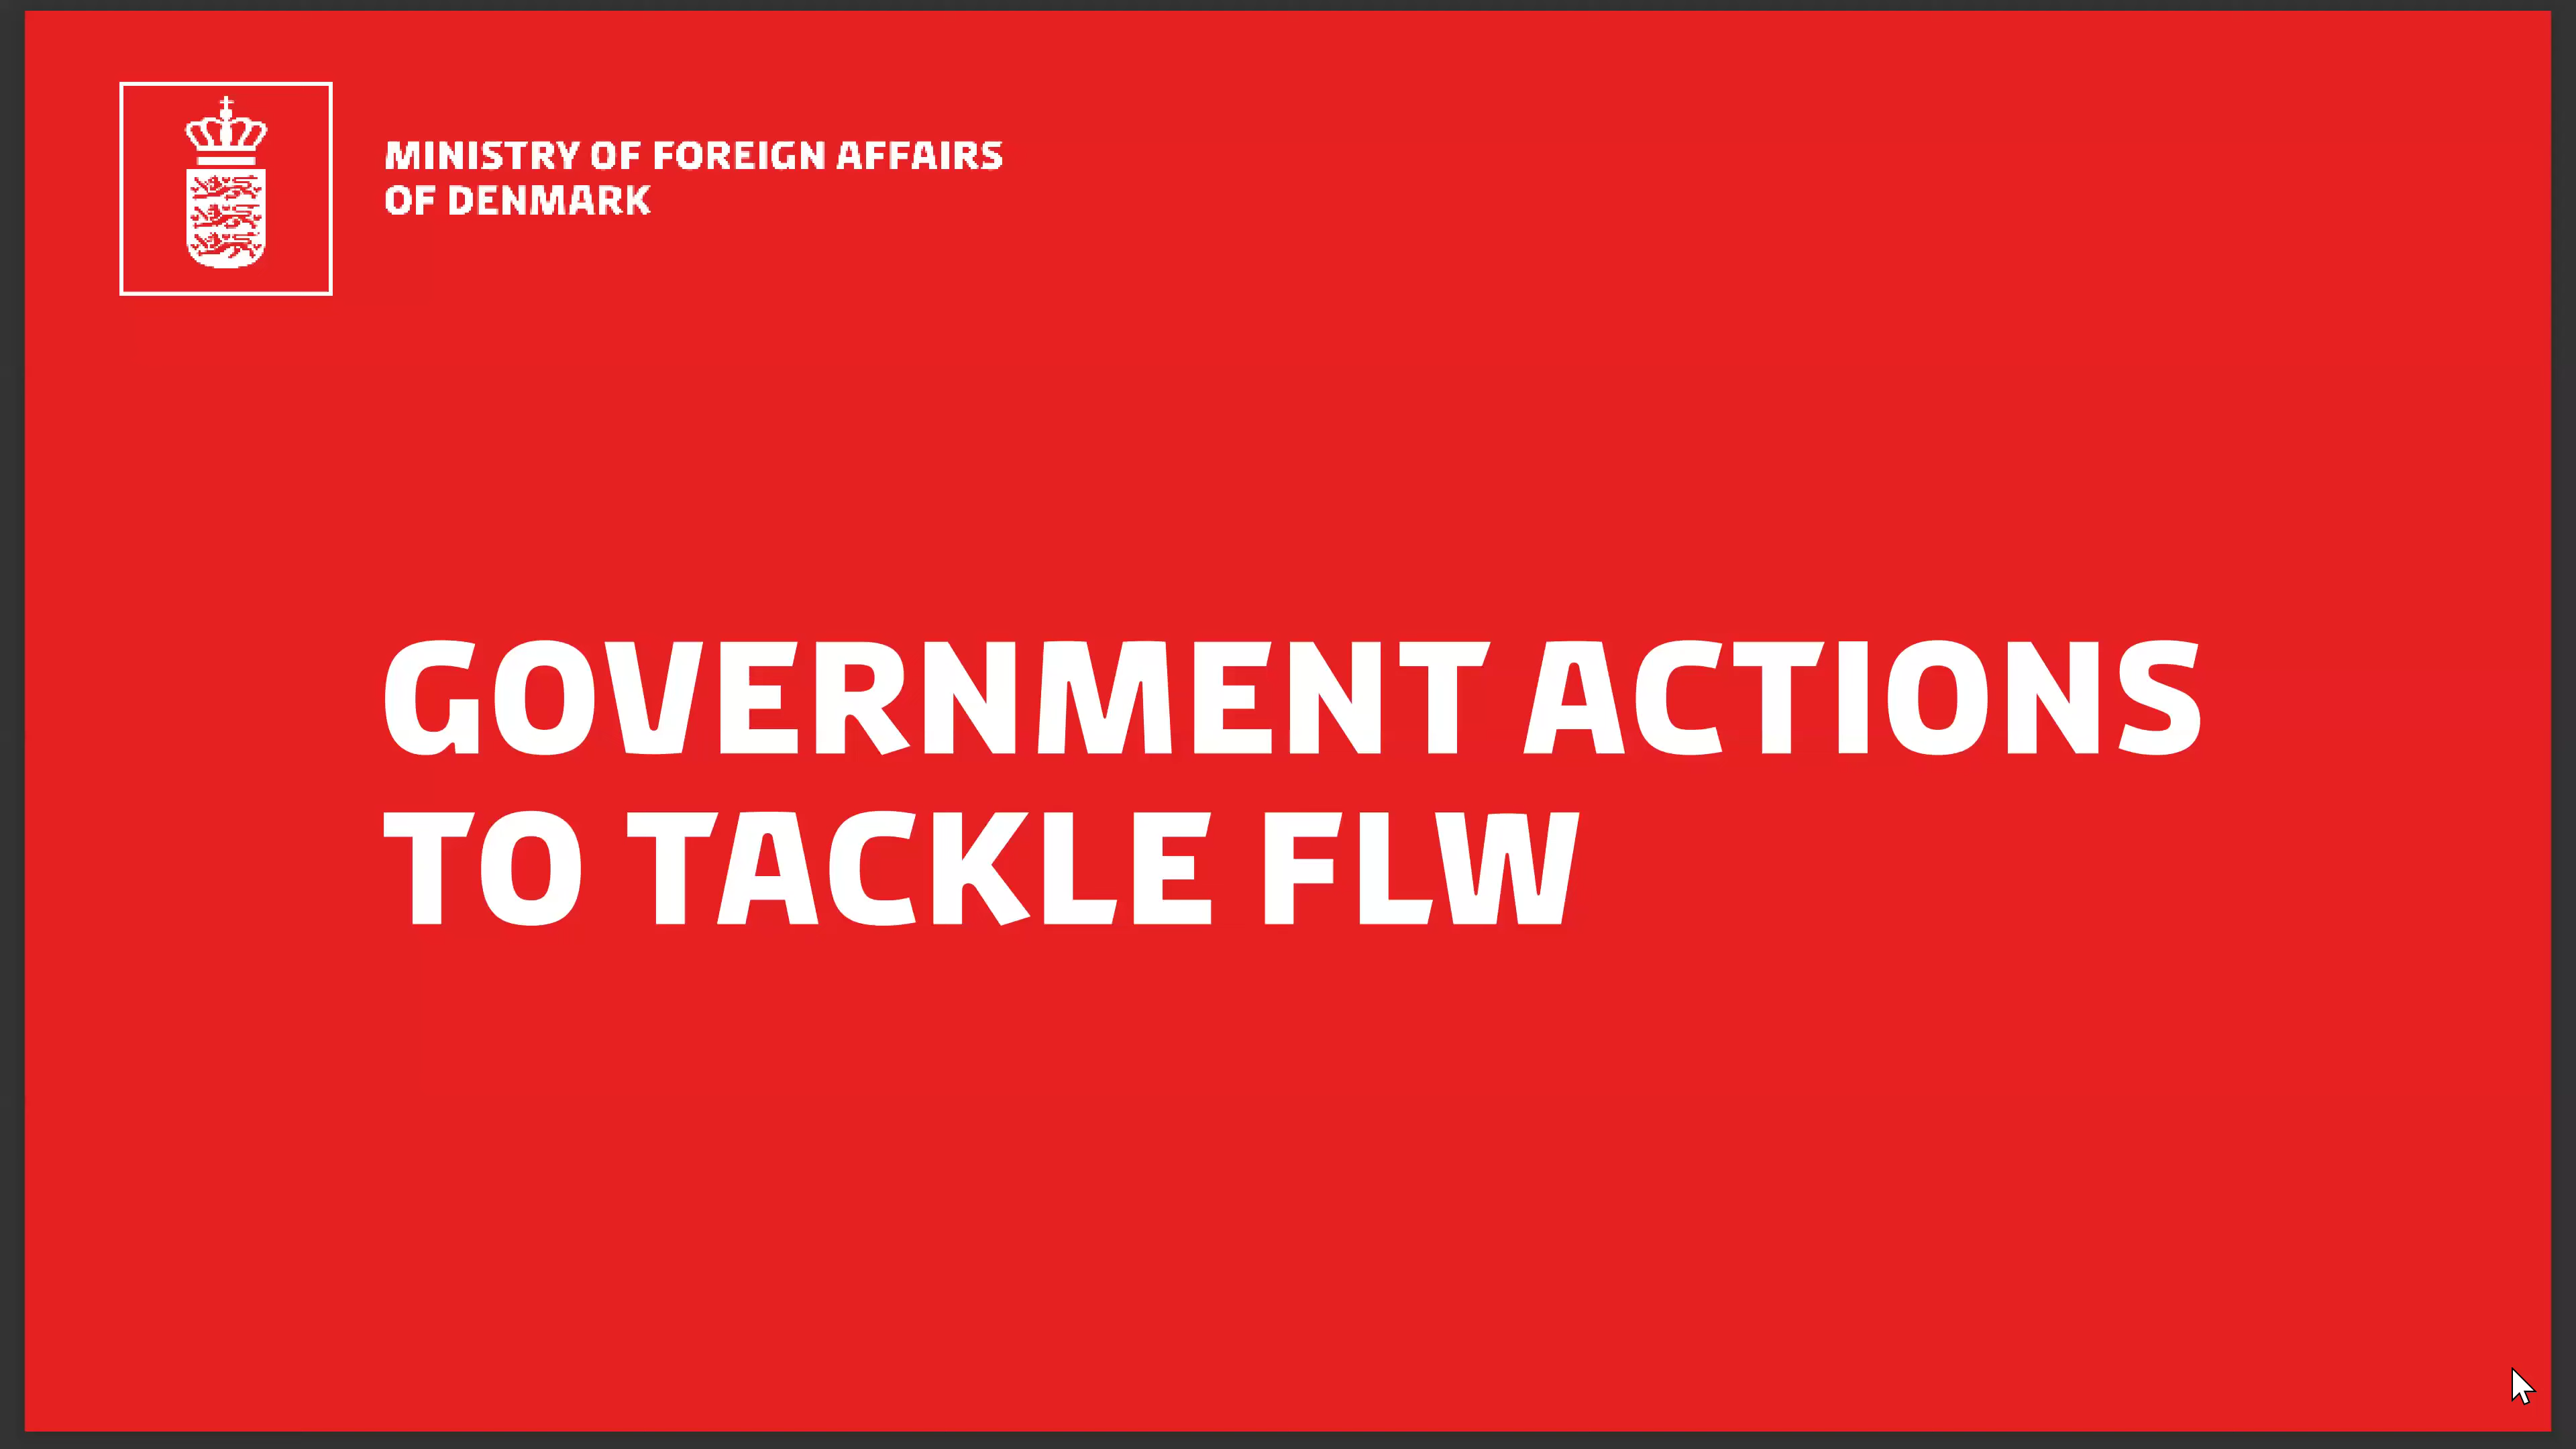 MINISTRY OF FOREIGN AFFAIRS
OF DENMARK
GOVERNMENT ACTIONS
TO TACKLE FLW